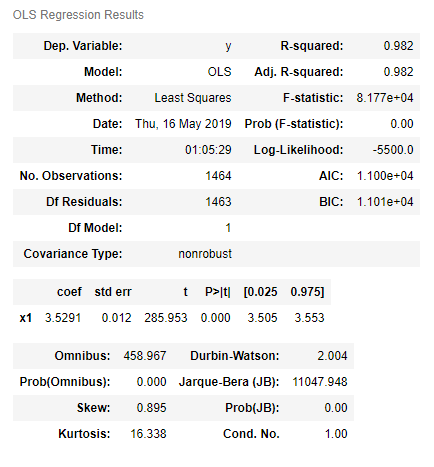 OLS Regression Results
Dep. Variable: y R-squared: 0.982
Model: OLS Adj. R-squared: 0.982
Method: Least Squares F-statistic: 8.177e+04
Date: Thu, 16 May 2019 Prob (F-statistic): 0.00
Time: 01:05:29 Log-Likelihood: -5500.0
No. Observations: 1464 AIC: 1.100e+04
Df Residuals: 1463 BIC: 1.101e+04
Df Model: 1
Covariance Type: nonrobust
coef std err t P>|t| [0.025 0.975]
x1 3.5291 0.012 285.953 0.000 3.505 3.553
Omnibus: 458.967 Durbin-Watson: 2.004
Prob(Omnibus): 0.000 Jarque-Bera (JB): 11047.948
Skew: 0.895 Prob(JB): 0.00
Kurtosis: 16.338 Cond. No. 1.00